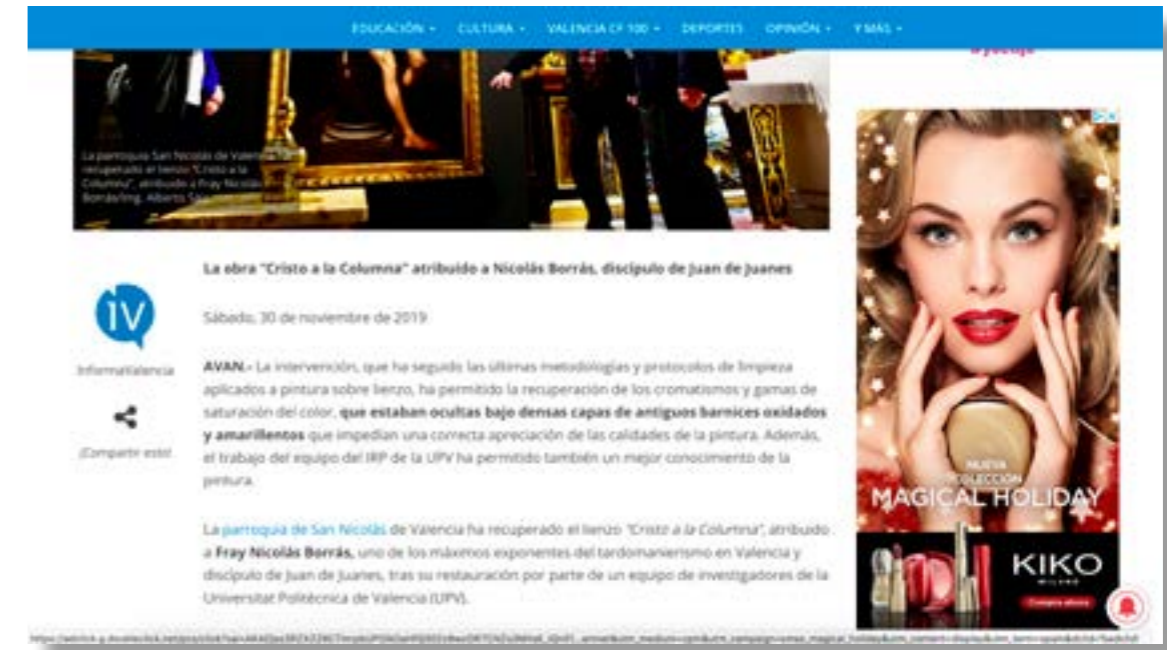 EDUCACIÓN CULTURA VALENCIA CF 100 DEPORTES OPINIÓN Y MÁS
La parroquia San Nicolás de Valencia
recuperado el lienzo "Cristo a la
Columna", atribuido a Fray Nicolás
Borrás/Img. Alberto
La obra "Cristo a la Columna" atribuido a Nicolás Borrás, discípulo de Juan de Juanes
Sábado, 30 de noviembre de 2019
iV
InformaValencia
¡Compartir esto!
AVAN.- La intervención, que ha seguido las últimas metodologías y protocolos de limpieza
aplicados a pintura sobre lienzo, ha permitido la recuperación de los cromatismos y gamas de
saturación del color, que estaban ocultas bajo densas capas de antiguos barnices oxidados
y amarillentos que impedían una correcta apreciación de las calidades de la pintura. Además,
el trabajo del equipo del IRP de la UPV ha permitido también un mejor conocimiento de la
pintura.
La parroquia de San Nicolás de Valencia ha recuperado el lienzo "Cristo a la Columna", atribuido
a Fray Nicolás Borrás, uno de los máximos exponentes del tardomanierismo en Valencia y
discípulo de Juan de Juanes, tras su restauración por parte de un equipo de investigadores de la
Universitat Politècnica de Valencia (UPV).
NUEVA
COLECCIÓN
MAGICAL HOLIDAY
KIKO
MILANO
Compra ahora